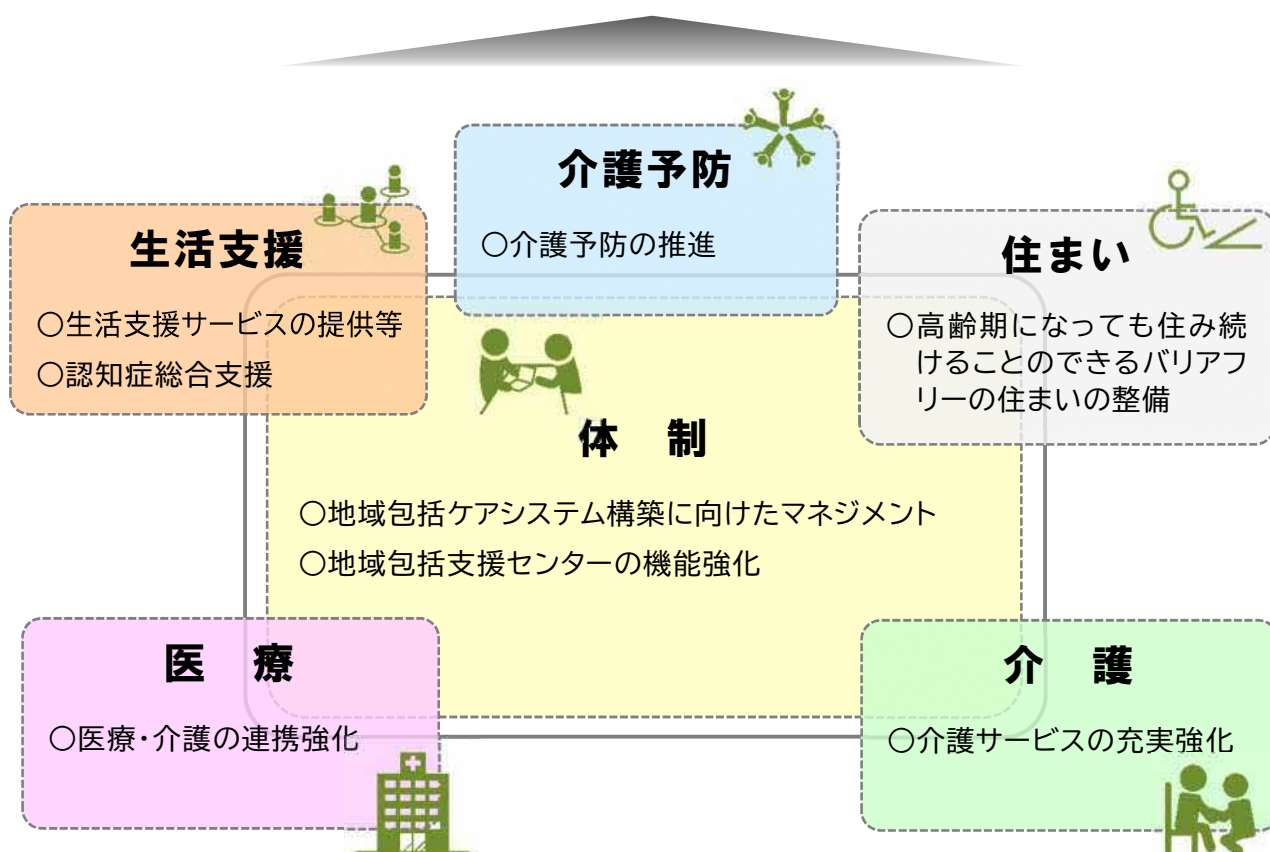 介護予防
○介護予防の推進
生活支援
○生活支援サービスの提供等
○認知症総合支援
住まい
○高齢期になっても住み続
けることのできるバリアフ
リーの住まいの整備
体　制
○地域包括ケアシステム構築に向けたマネジメント
○地域包括支援センターの機能強化
医　療
○医療・介護の連携強化
介　護
○介護サービスの充実強化